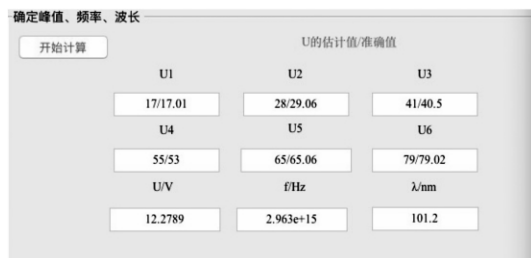 确定峰值、频率、波长
开始计算
U的估计值/准确值
U1 U2 U3
17/17.01 28/29.06 41/40.5
U4 U5 U6
55/53 65/65.06 79/79.02
U/V f/Hz λ/nm
12.2789 2.963e+15 101.2